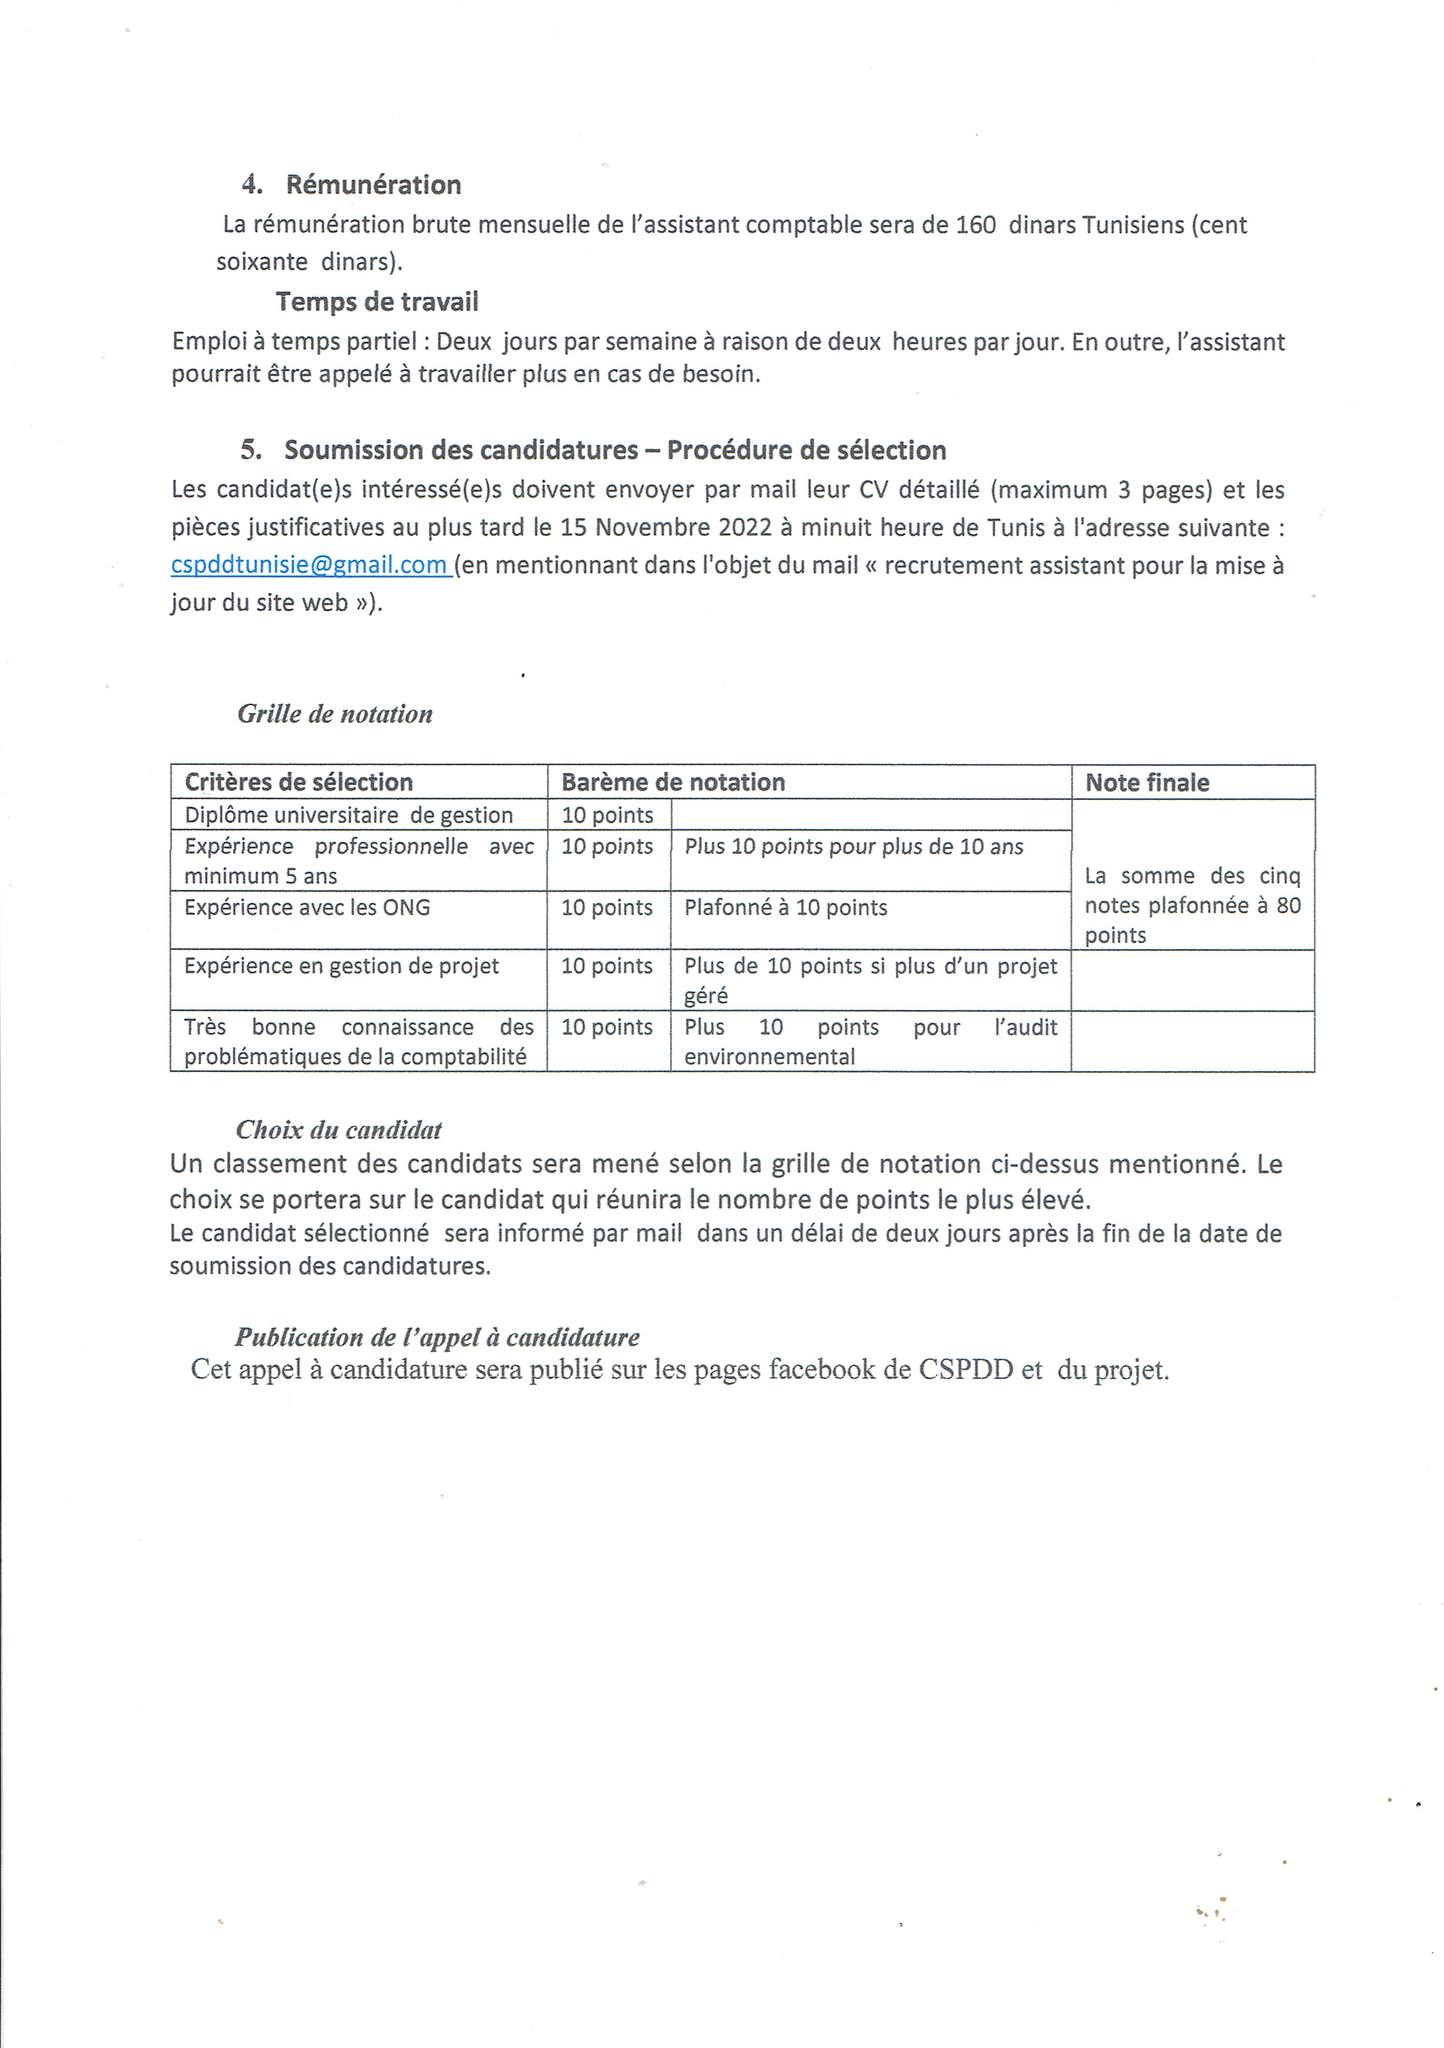 4. Rémunération
La rémunération brute mensuelle de l'assistant comptable sera de 160 dinars Tunisiens (cent
soixante dinars).
Temps de travail
Emploi à temps partiel : Deux jours par semaine à raison de deux heures par jour. En outre, l'assistant
pourrait être appelé à travailler plus en cas de besoin.
5. Soumission des candidatures – Procédure de sélection
Les candidat(e)s intéressé(e)s doivent envoyer par mail leur CV détaillé (maximum 3 pages) et les
pièces justificatives au plus tard le 15 Novembre 2022 à minuit heure de Tunis à l'adresse suivante :
cspddtunisie@gmail.com (en mentionnant dans l'objet du mail « recrutement assistant pour la mise à
jour du site web »).
Grille de notation
Critères de sélection Barème de notation Note finale
Diplôme universitaire de gestion 10 points
Expérience professionnelle avec 10 points Plus 10 points pour plus de 10 ans
minimum 5 ans
La somme des cinq
Expérience avec les ONG 10 points Plafonné à 10 points notes plafonnée à 80
points
Expérience en gestion de projet 10 points Plus de 10 points si plus d'un projet
géré
Très bonne connaissance des 10 points Plus 10 points pour l'audit
problématiques de la comptabilité environnemental
Choix du candidat
Un classement des candidats sera mené selon la grille de notation ci-dessus mentionné. Le
choix se portera sur le candidat qui réunira le nombre de points le plus élevé.
Le candidat sélectionné sera informé par mail dans un délai de deux jours après la fin de la date de
soumission des candidatures.
Publication de l'appel à candidature
Cet appel à candidature sera publié sur les pages facebook de CSPDD et du projet.